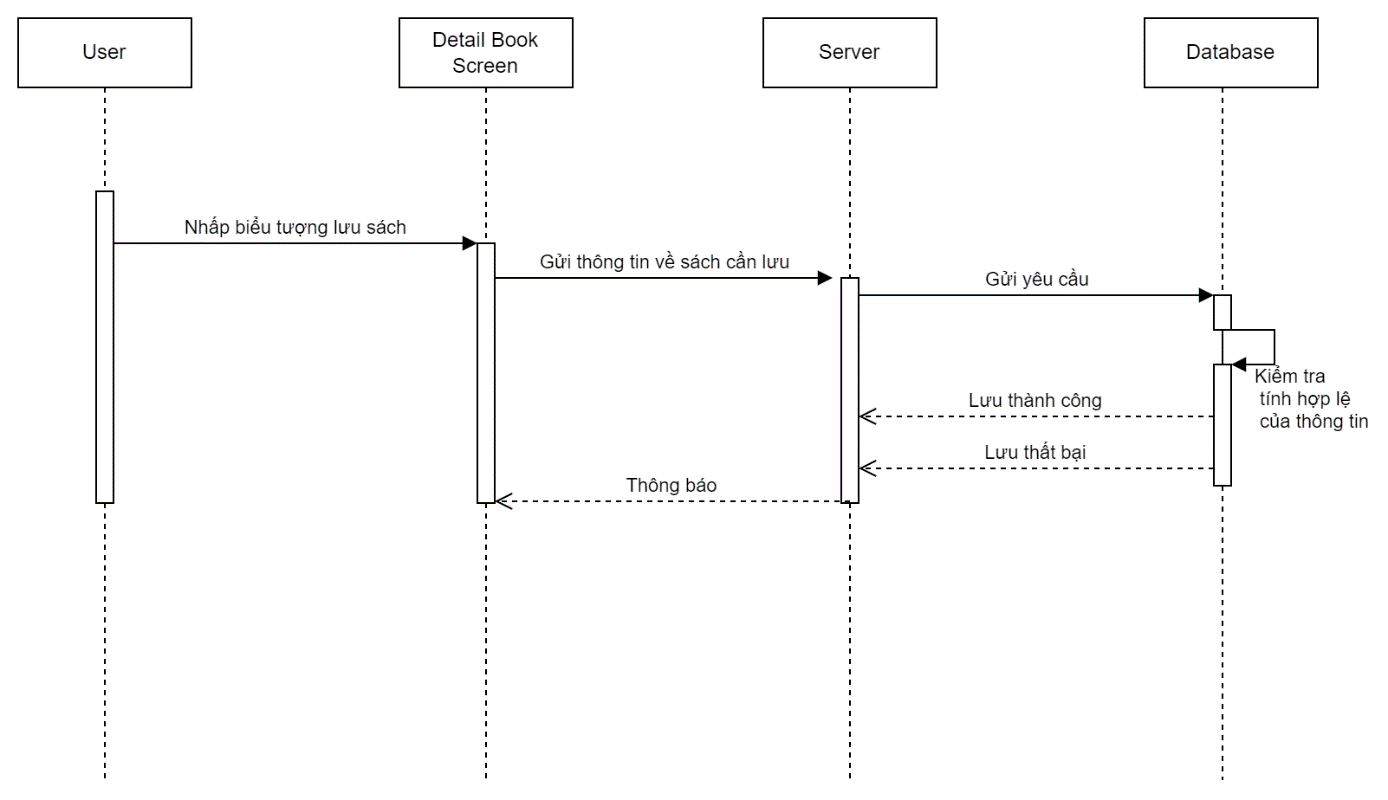 User
Detail Book
Screen
Server
Database
Nhấp biểu tượng lưu sách
Gửi thông tin về sách cần lưu
Gửi yêu cầu
Kiểm tra
tính hợp lệ
của thông tin
Lưu thành công
Lưu thất bại
Thông báo